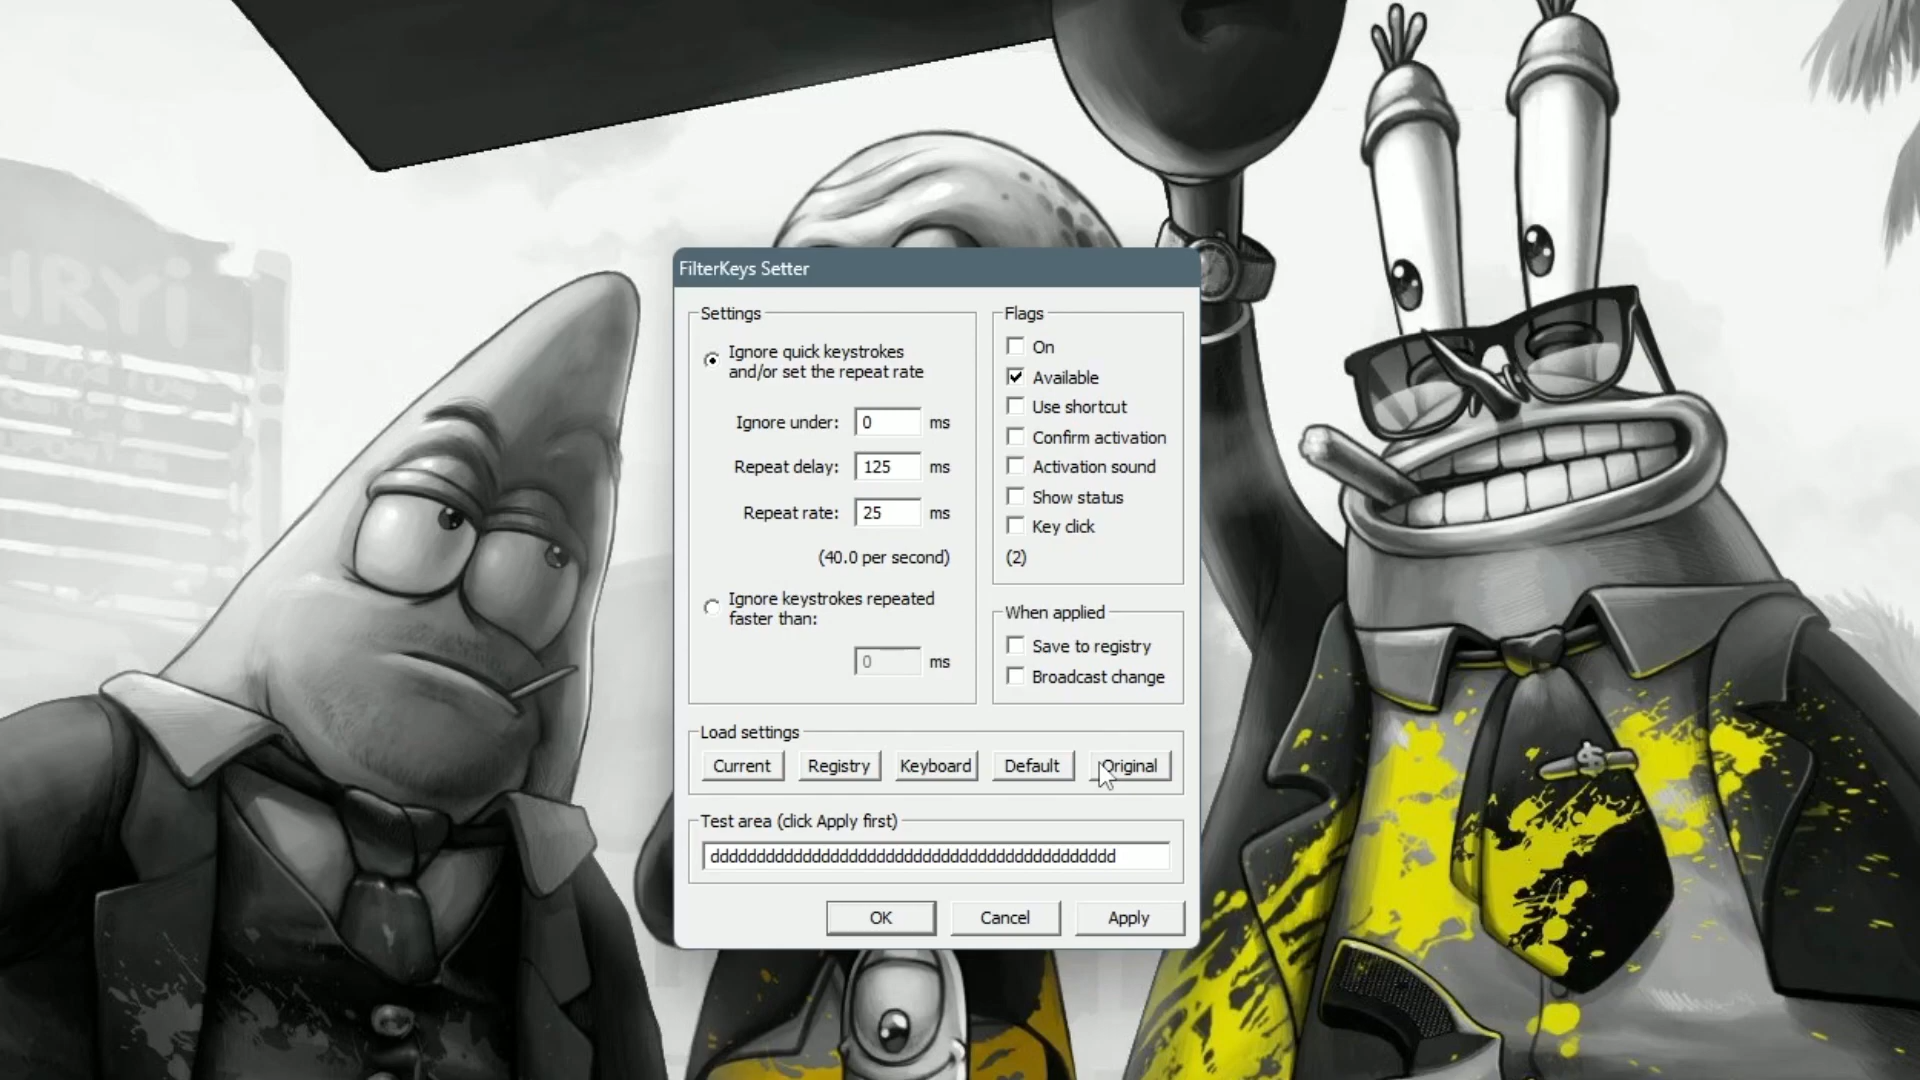 HRYi
FilterKeys Setter
Settings
Ignore quick keystrokes
and/or set the repeat rate
Ignore under: 0 ms
Repeat delay: 125 ms
Repeat rate: 25 ms
(40.0 per second)
Ignore keystrokes repeated
faster than:
0 ms
Flags
On
Available
Use shortcut
Confirm activation
Activation sound
Show status
Key click
(2)
When applied
Save to registry
Broadcast change
Load settings
Current Registry Keyboard Default Original
Test area (click Apply first)
dddddddddddddddddddddddddddddddddddddddddddd
OK Cancel Apply
$